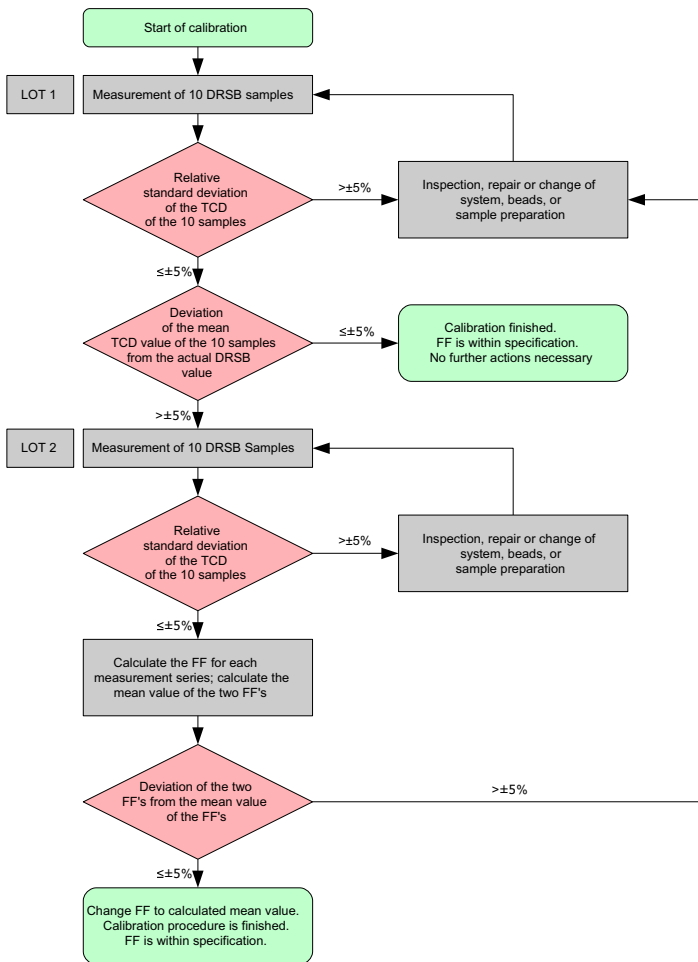 Start of calibration
LOT 1
Measurement of 10 DRSB samples
Relative
standard deviation
of the TCD
of the 10 samples
>±5%
Inspection, repair or change of
system, beads, or
sample preparation
≤±5%
Deviation
of the mean
TCD value of the 10 samples
from the actual DRSB
value
≤±5%
Calibration finished.
FF is within specification.
No further actions necessary
>±5%
LOT 2
Measurement of 10 DRSB Samples
Relative
standard deviation
of the TCD
of the 10 samples
>±5%
Inspection, repair or change of
system, beads, or
sample preparation
≤±5%
Calculate the FF for each
measurement series; calculate the
mean value of the two FF's
Deviation of the two
FF's from the mean value
of the FF's
>±5%
≤±5%
Change FF to calculated mean value.
Calibration procedure is finished.
FF is within specification.